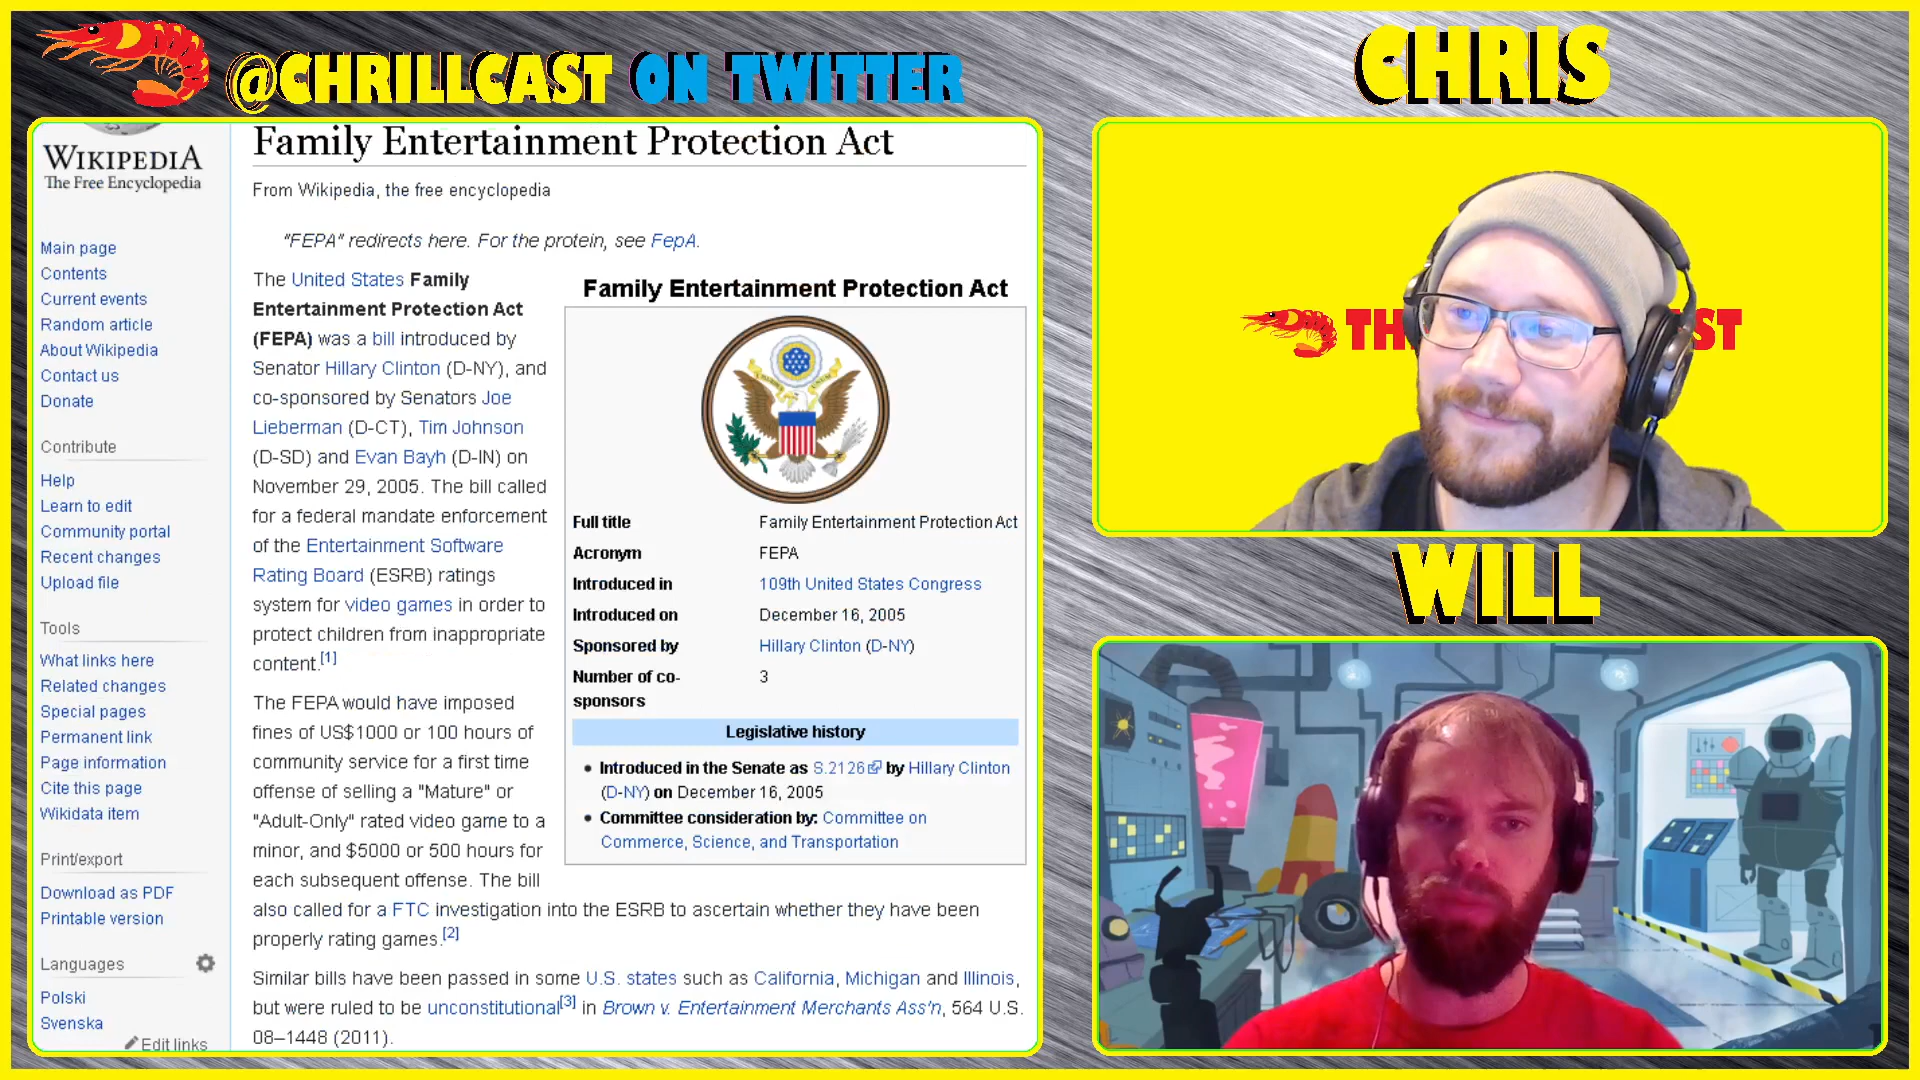 @CHRILLCAST ON TWITTER
CHRIS
WIKIPEDIA
The Free Encyclopedia
Main page
Contents
Current events
Random article
About Wikipedia
Contact us
Donate
Contribute
Help
Learn to edit
Community portal
Recent changes
Upload file
Tools
What links here
Related changes
Special pages
Permanent link
Page information
Cite this page
Wikidata item
Print/export
Download as PDF
Printable version
Languages
Polski
Svenska
Edit links
Family Entertainment Protection Act
From Wikipedia, the free encyclopedia
"FEPA" redirects here. For the protein, see FepA.
The United States Family
Entertainment Protection Act
(FEPA) was a bill introduced by
Senator Hillary Clinton (D-NY), and
co-sponsored by Senators Joe
Lieberman (D-CT), Tim Johnson
(D-SD) and Evan Bayh (D-IN) on
November 29, 2005. The bill called
for a federal mandate enforcement
of the Entertainment Software
Rating Board (ESRB) ratings
system for video games in order to
protect children from inappropriate
content.[1]
The FEPA would have imposed
fines of US$1000 or 100 hours of
community service for a first time
offense of selling a "Mature" or
"Adult-Only" rated video game to a
minor, and $5000 or 500 hours for
each subsequent offense. The bill
also called for a FTC investigation into the ESRB to ascertain whether they have been
properly rating games.[2]
Similar bills have been passed in some U.S. states such as California, Michigan and Illinois,
but were ruled to be unconstitutional[3] in Brown v. Entertainment Merchants Ass'n, 564 U.S.
08–1448 (2011).
Family Entertainment Protection Act
Full title Family Entertainment Protection Act
Acronym FEPA
Introduced in 109th United States Congress
Introduced on December 16, 2005
Sponsored by Hillary Clinton (D-NY)
Number of co- 3
sponsors
Legislative history
• Introduced in the Senate as S.2126 by Hillary Clinton
(D-NY) on December 16, 2005
• Committee consideration by: Committee on
Commerce, Science, and Transportation
TH
ST
WILL